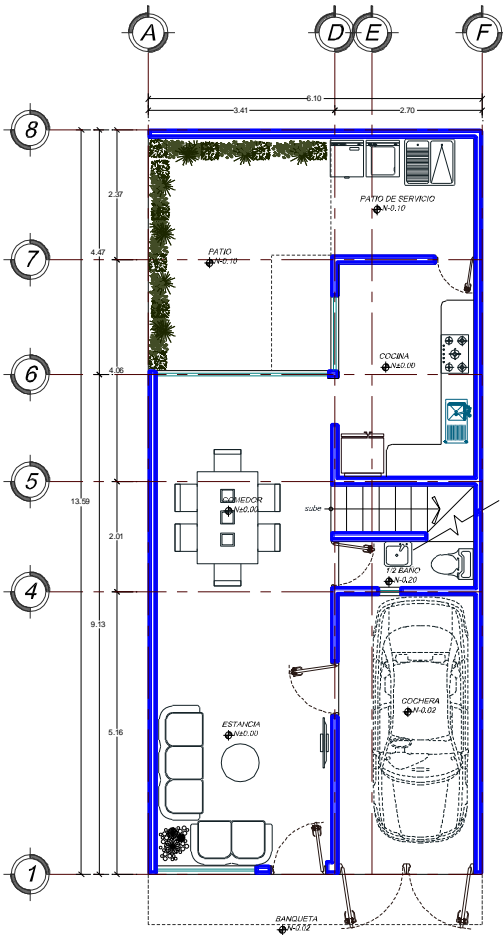 A
D
E
F
6.10
3.41
2.70
8
7
6
5
4
1
2.37
4.47
4.06
13.59
2.01
9.13
5.16
PATIO DE SERVICIO
N-0.10
PATIO
N-0.10
COCINA
N±0.00
COMEDOR
N±0.00
sube
1/2 BAÑO
N-0.20
COCHERA
N-0.02
ESTANCIA
N±0.00
BANQUETA
N-0.02